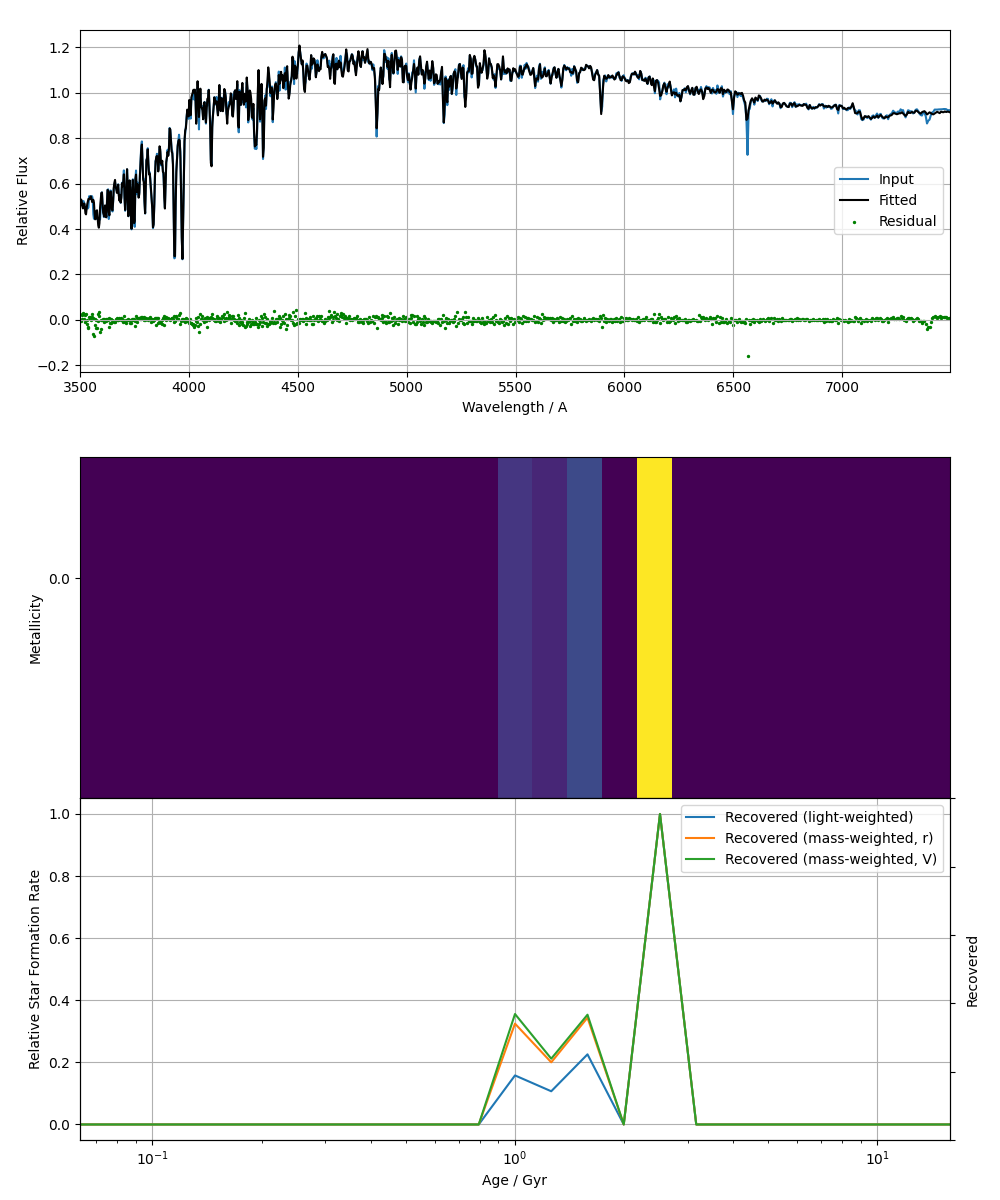 1.2
1.0
0.8
0.6
0.4
0.2
0.0
−0.2
Relative Flux
Input
Fitted
Residual
3500 4000 4500 5000 5500 6000 6500 7000
Wavelength / A
0.0
Metallicity
1.0
0.8
0.6
0.4
0.2
0.0
Relative Star Formation Rate
Recovered (light-weighted)
Recovered (mass-weighted, r)
Recovered (mass-weighted, V)
Recovered
10⁻¹ 10⁰ 10¹
Age / Gyr